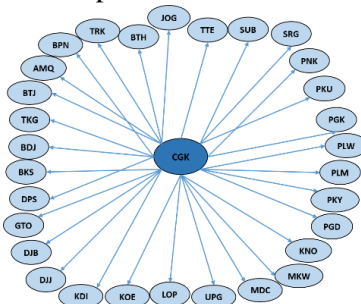 JOG
TTE
SUB
SRG
PNK
PKU
PGK
PLW
PLM
PKY
PGD
KNO
MKW
MDC
UPG
LOP
KOE
KDI
DJJ
DJB
GTO
DPS
BKS
BDJ
TKG
BTJ
AMQ
BPN
TRK
BTH
CGK